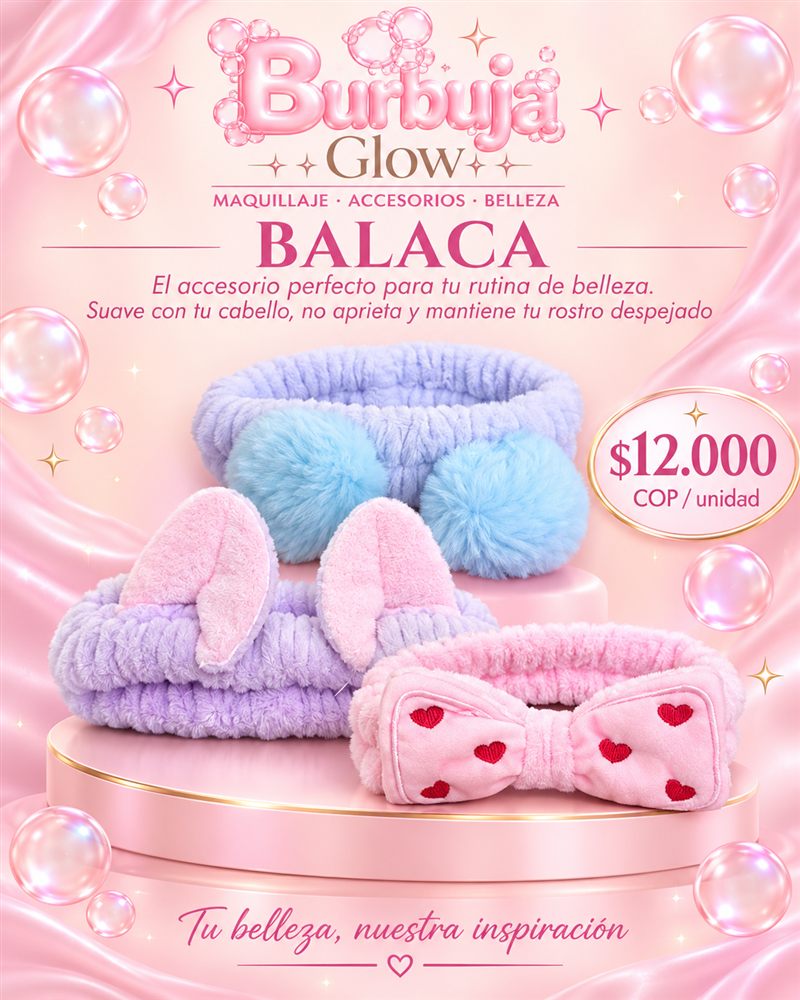 Burbuja
Glow
MAQUILLAJE · ACCESORIOS · BELLEZA
BALACA
El accesorio perfecto para tu rutina de belleza.
Suave con tu cabello, no aprieta y mantiene tu rostro despejado
$12.000
COP / unidad
Tu belleza, nuestra inspiración